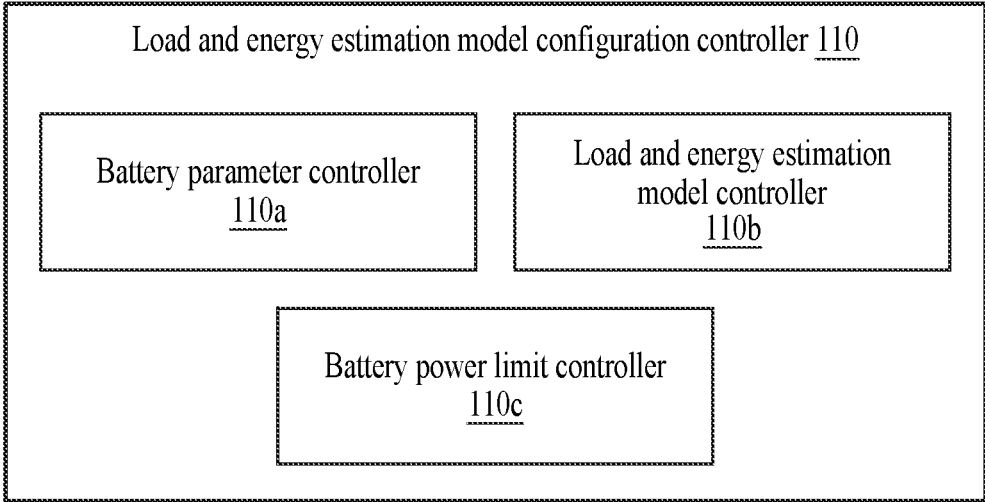 Load and energy estimation model configuration controller 110
Battery parameter controller
110a
Load and energy estimation
model controller
110b
Battery power limit controller
110c